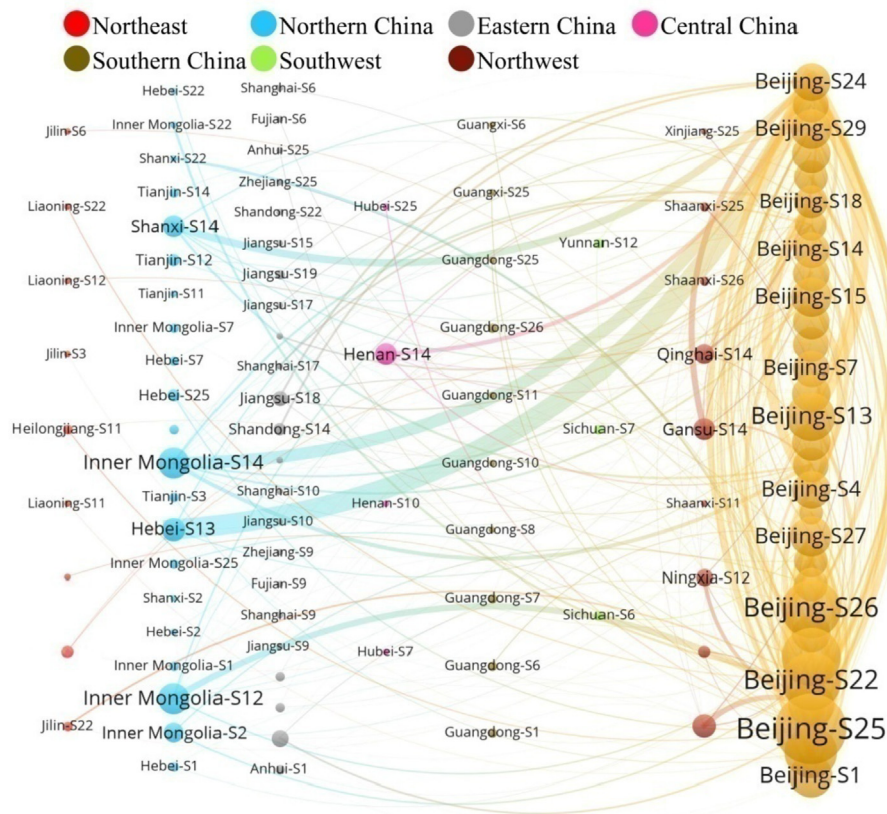 Northeast Northern China Eastern China Central China
Southern China Southwest Northwest
Jilin-S6
Liaoning-S22
Liaoning-S12
Jilin-S3
Heilongjiang-S11
Liaoning-S11
Jilin-S22
Hebei-S22
Inner Mongolia-S22
Shanxi-S22
Tianjin-S14
Shanxi-S14
Tianjin-S12
Tianjin-S11
Inner Mongolia-S7
Hebei-S7
Hebei-S25
Inner Mongolia-S14
Tianjin-S3
Hebei-S13
Inner Mongolia-S25
Shanxi-S2
Hebei-S2
Inner Mongolia-S1
Inner Mongolia-S12
Inner Mongolia-S2
Hebei-S1
Shanghai-S6
Fujian-S6
Anhui-S25
Zhejiang-S25
Shandong-S22
Jiangsu-S15
Jiangsu-S19
Jiangsu-S17
Shanghai-S17
Jiangsu-S18
Shandong-S14
Shanghai-S10
Jiangsu-S10
Zhejiang-S9
Fujian-S9
Shanghai-S9
Jiangsu-S9
Anhui-S1
Hubei-S25
Henan-S14
Henan-S10
Hubei-S7
Guangxi-S6
Guangxi-S25
Guangdong-S25
Guangdong-S26
Guangdong-S11
Guangdong-S10
Guangdong-S8
Guangdong-S7
Guangdong-S6
Guangdong-S1
Yunnan-S12
Sichuan-S7
Sichuan-S6
Xinjiang-S25
Shaanxi-S25
Shaanxi-S26
Qinghai-S14
Gansu-S14
Shaanxi-S11
Ningxia-S12
Beijing-S24
Beijing-S29
Beijing-S18
Beijing-S14
Beijing-S15
Beijing-S7
Beijing-S13
Beijing-S4
Beijing-S27
Beijing-S26
Beijing-S22
Beijing-S25
Beijing-S1